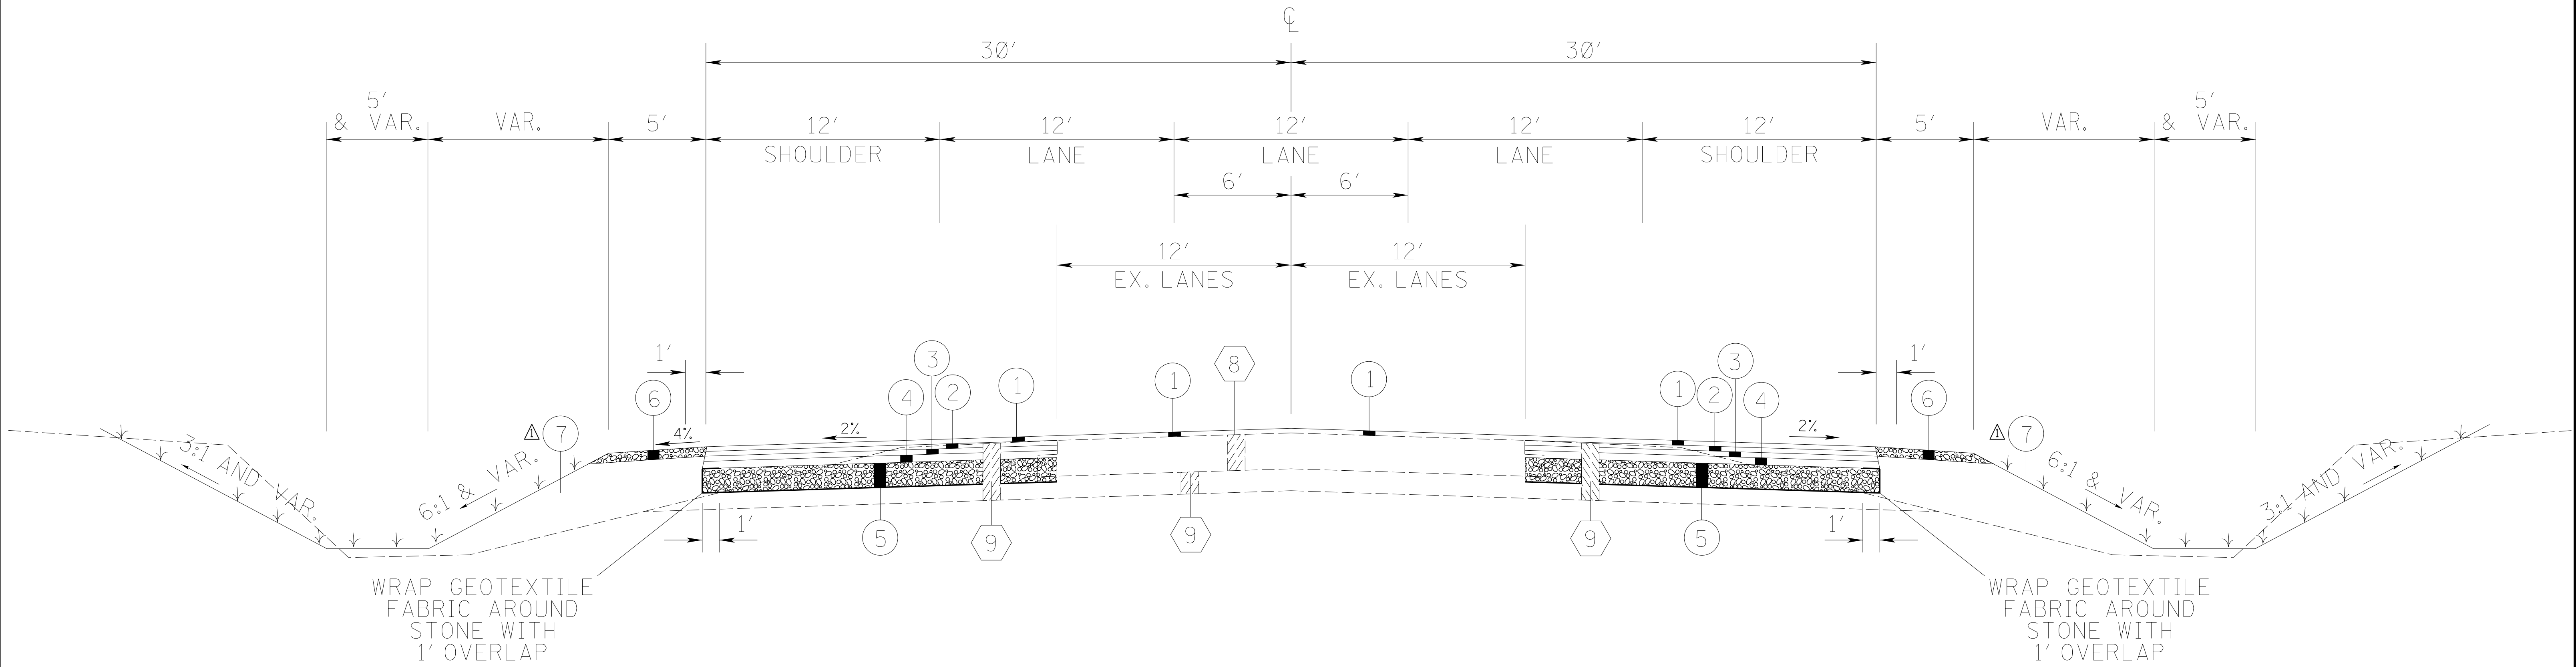 ℄
30' 30'
5' 5'
& VAR. VAR. 5' 12' 12' 12' 12' 12' 5' VAR. & VAR.
SHOULDER LANE LANE LANE SHOULDER
6' 6'
12' 12'
EX. LANES EX. LANES
1' 3 8 3 1'
6 4 2 1 1 1 1 2 4 6
1 7 4% 2% 2% 1 7
3:1 AND VAR. 6:1 & VAR. 6:1 & VAR. 3:1 AND VAR.
1' 5 9 9 9 5 1'
WRAP GEOTEXTILE
FABRIC AROUND
STONE WITH
1' OVERLAP
WRAP GEOTEXTILE
FABRIC AROUND
STONE WITH
1' OVERLAP